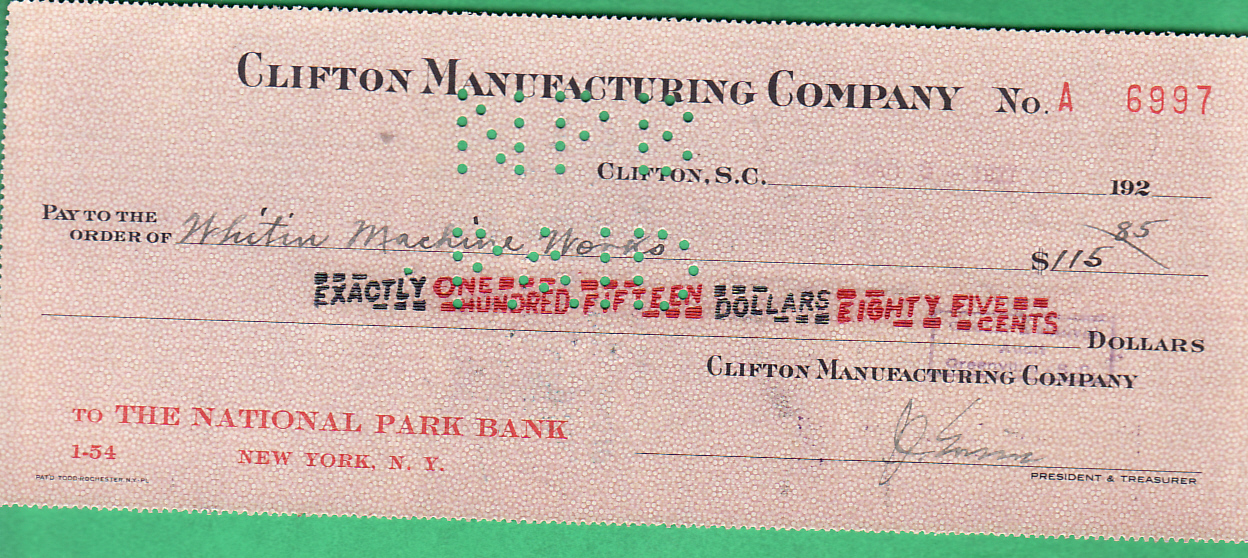 CLIFTON MANUFACTURING COMPANY No. A 6997
CLIFTON, S.C. 192
PAY TO THE
ORDER OF Whitin Machine Works $115 85
EXACTLY ONE HUNDRED FIFTEEN DOLLARS EIGHTY FIVE CENTS
DOLLARS
CLIFTON MANUFACTURING COMPANY
TO THE NATIONAL PARK BANK
1-54 NEW YORK, N. Y.
PRESIDENT & TREASURER